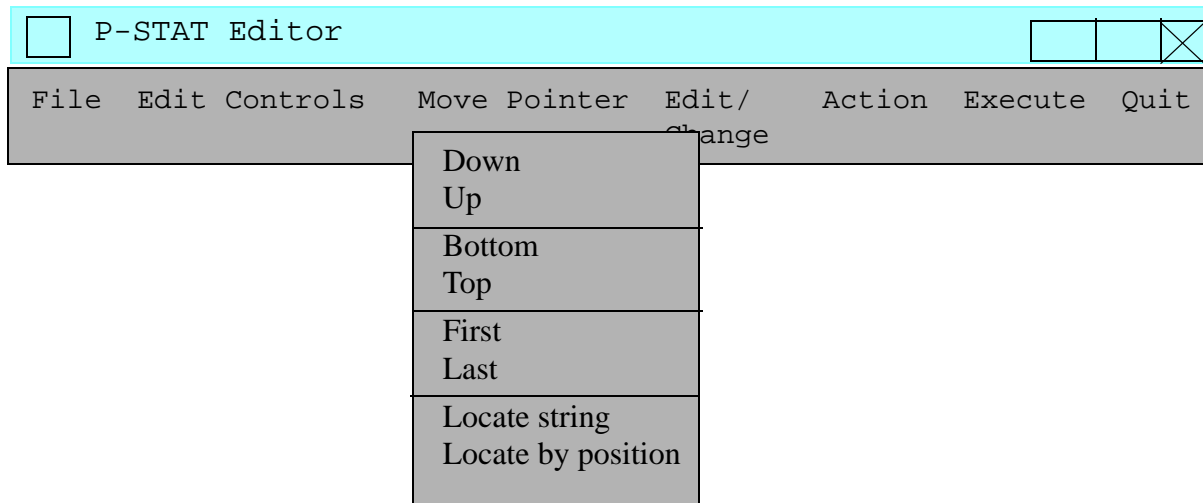 P-STAT Editor
File Edit Controls Move Pointer Edit/ Action Execute Quit
Change
Down
Up
Bottom
Top
First
Last
Locate string
Locate by position